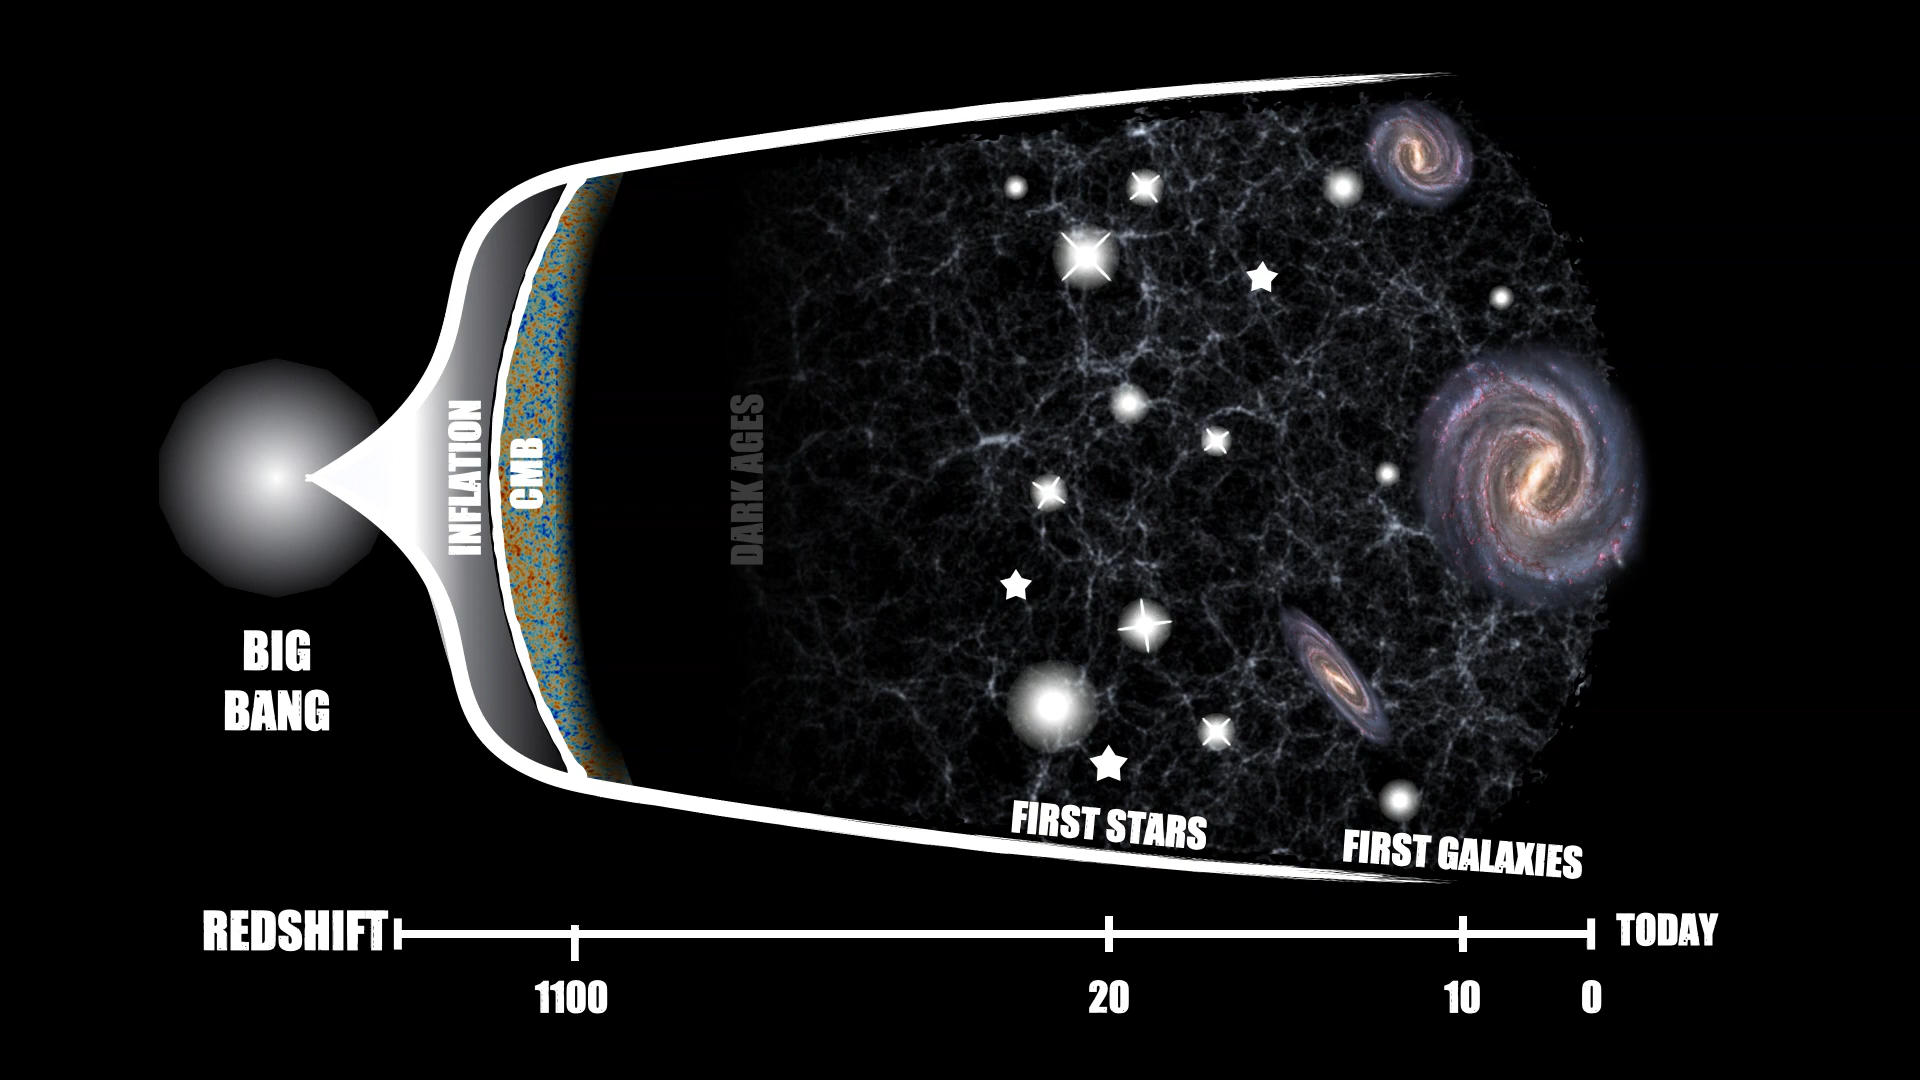 BIG
BANG
INFLATION
CMB
DARK AGES
FIRST STARS
FIRST GALAXIES
REDSHIFT
TODAY
1100
20
10
0